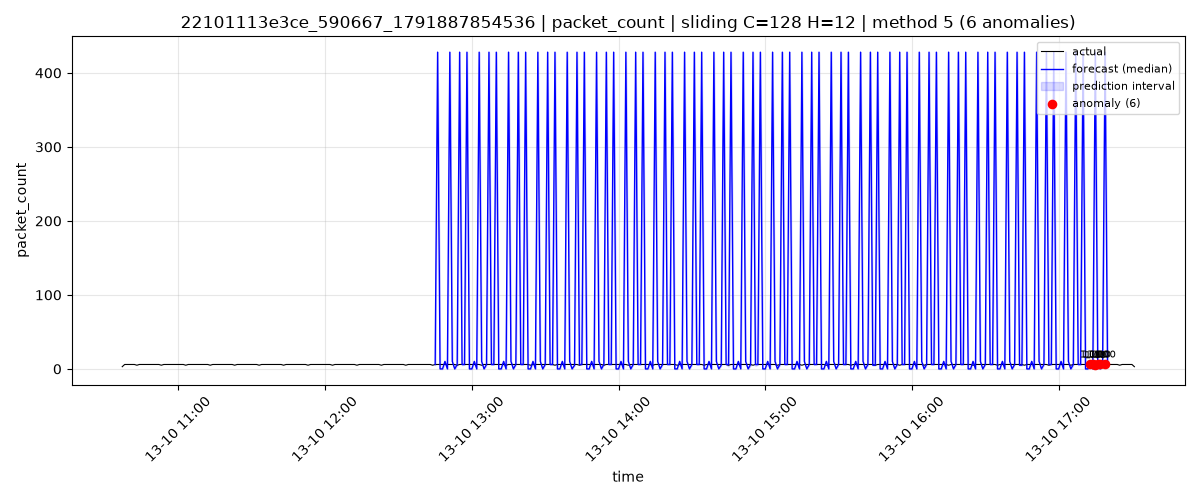 22101113e3ce_590667_1791887854536 | packet_count | sliding C=128 H=12 | method 5 (6 anomalies)
actual
forecast (median)
prediction interval
anomaly (6)
packet_count
400
300
200
100
0
13-10 11:00
13-10 12:00
13-10 13:00
13-10 14:00
13-10 15:00
13-10 16:00
13-10 17:00
time